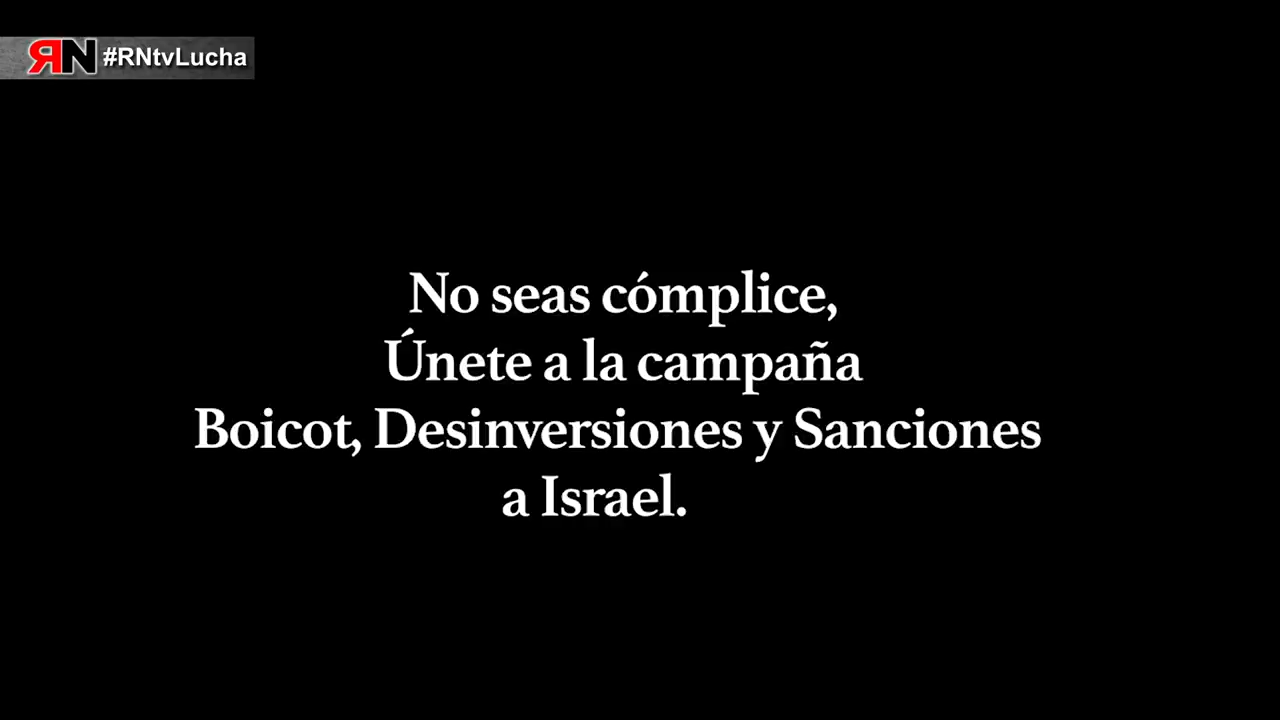 RN #RNtvLucha
No seas cómplice,
Únete a la campaña
Boicot, Desinversiones y Sanciones
a Israel.